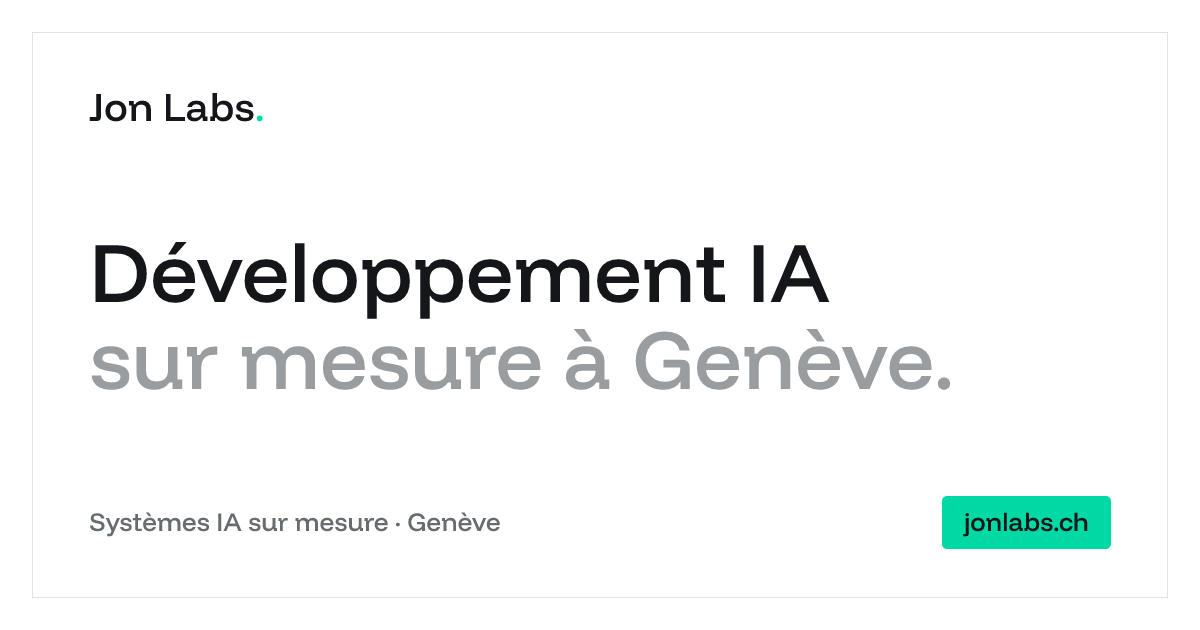 Jon Labs.
Développement IA
sur mesure à Genève.
Systèmes IA sur mesure · Genève
jonlabs.ch